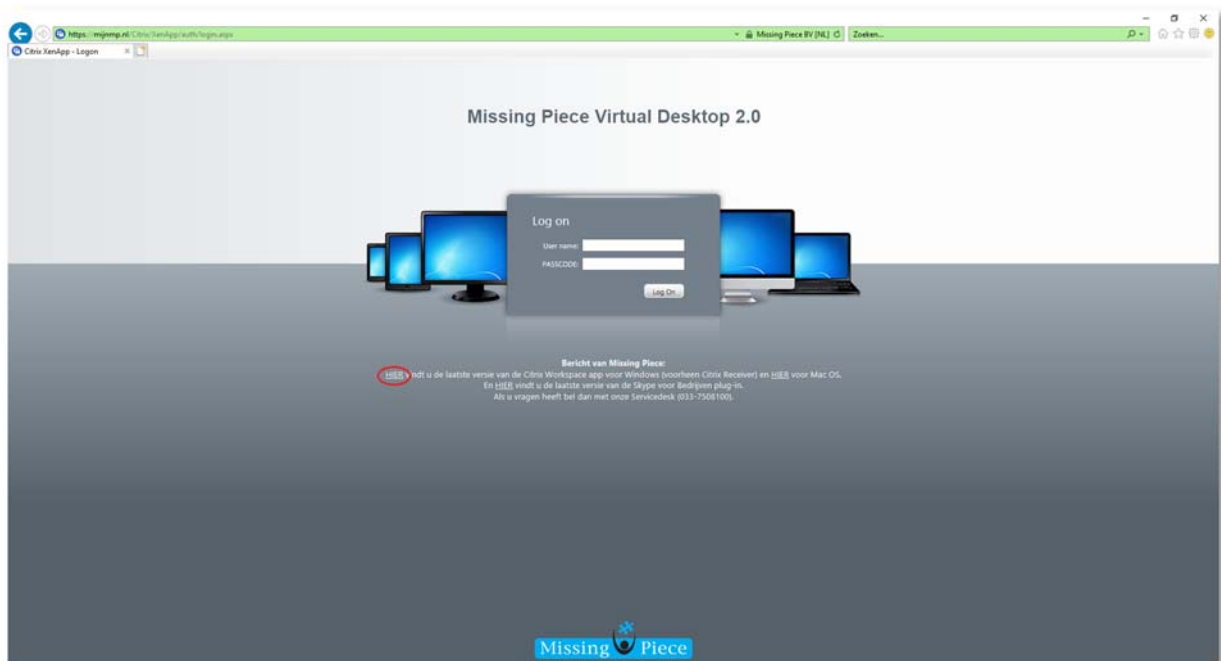 https://mijnmp.nl/Citrix/XenApp/auth/login.aspx
Missing Piece BV [NL]
Zoeken...
Citrix XenApp - Logon
Missing Piece Virtual Desktop 2.0
Log on
User name:
PASSCODE:
Log On
Bericht van Missing Piece:
HIER vindt u de laatste versie van de Citrix Workspace app voor Windows (voorheen Citrix Receiver) en HIER voor Mac OS.
En HIER vindt u de laatste versie van de Skype voor Bedrijven plug-in.
Als u vragen heeft bel dan met onze Servicedesk (033-7508100).
Missing Piece